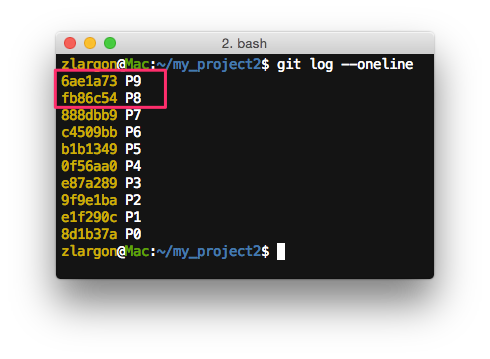 2. bash
zlargon@Mac:~/my_project2$ git log --oneline
6ae1a73 P9
fb86c54 P8
888dbb9 P7
c4509bb P6
b1b1349 P5
0f56aa0 P4
e87a289 P3
9f9e1ba P2
e1f290c P1
8d1b37a P0
zlargon@Mac:~/my_project2$